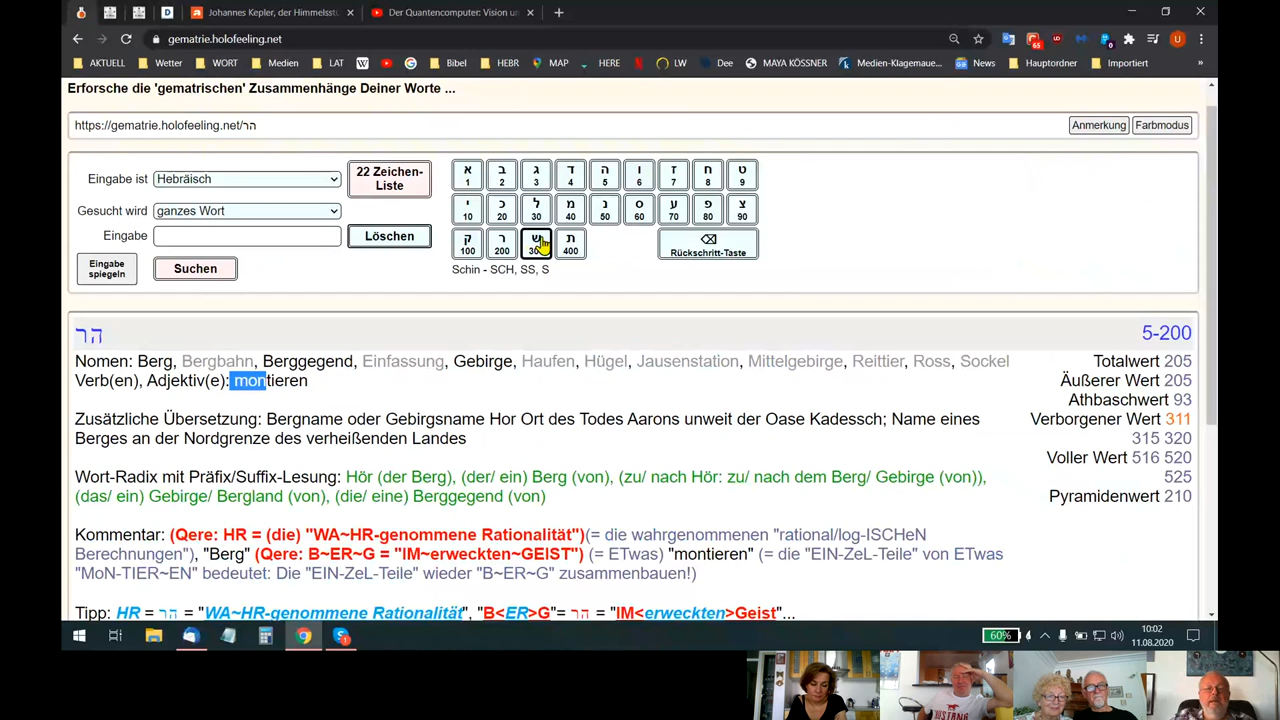 Johannes Kepler, der Himmelsstü
Der Quantencomputer: Vision un
gematrie.holofeeling.net
65
0
U
AKTUELL Wetter WORT Medien LAT Bibel HEBR MAP HERE LW Dee MAYA KÖSSNER Medien-Klagemaue... News Hauptordner Importiert »
Erforsche die 'gematrischen' Zusammenhänge Deiner Worte ...
https://gematrie.holofeeling.net/הר
Anmerkung Farbmodus
Eingabe ist Hebräisch
22 Zeichen-Liste
Gesucht wird ganzes Wort
Eingabe
Löschen
Eingabe spiegeln
Suchen
א ב ג ד ה ו ז ח ט
1 2 3 4 5 6 7 8 9
י כ ל מ נ ס ע פ צ
10 20 30 40 50 60 70 80 90
ק ר ש ת
100 200 300 400
Rückschritt-Taste
Schin - SCH, SS, S
הר 5-200
Nomen: Berg, Bergbahn, Berggegend, Einfassung, Gebirge, Haufen, Hügel, Jausenstation, Mittelgebirge, Reittier, Ross, Sockel
Verb(en), Adjektiv(e): montieren
Zusätzliche Übersetzung: Bergname oder Gebirgsname Hor Ort des Todes Aarons unweit der Oase Kadessch; Name eines
Berges an der Nordgrenze des verheißenden Landes
Wort-Radix mit Präfix/Suffix-Lesung: Hör (der Berg), (der/ ein) Berg (von), (zu/ nach Hör: zu/ nach dem Berg/ Gebirge (von)),
(das/ ein) Gebirge/ Bergland (von), (die/ eine) Berggegend (von)
Kommentar: (Qere: HR = (die) "WA~HR-genommene Rationalität")(= die wahrgenommenen "rational/log-ISCHeN
Berechnungen"), "Berg" (Qere: B~ER~G = "IM~erweckten~GEIST") (= ETwas) "montieren" (= die "EIN-ZeL-Teile" von ETwas
"MoN-TIER~EN" bedeutet: Die "EIN-ZeL-Teile" wieder "B~ER~G" zusammenbauen!)
Tipp: HR = הר = "WA~HR-genommene Rationalität", "B<ER>G"= הר = "IM<erweckten>Geist"...
Totalwert 205
Äußerer Wert 205
Athbaschwert 93
Verborgener Wert 311
315 320
Voller Wert 516 520
525
Pyramidenwert 210
60%
10:02
11.08.2020